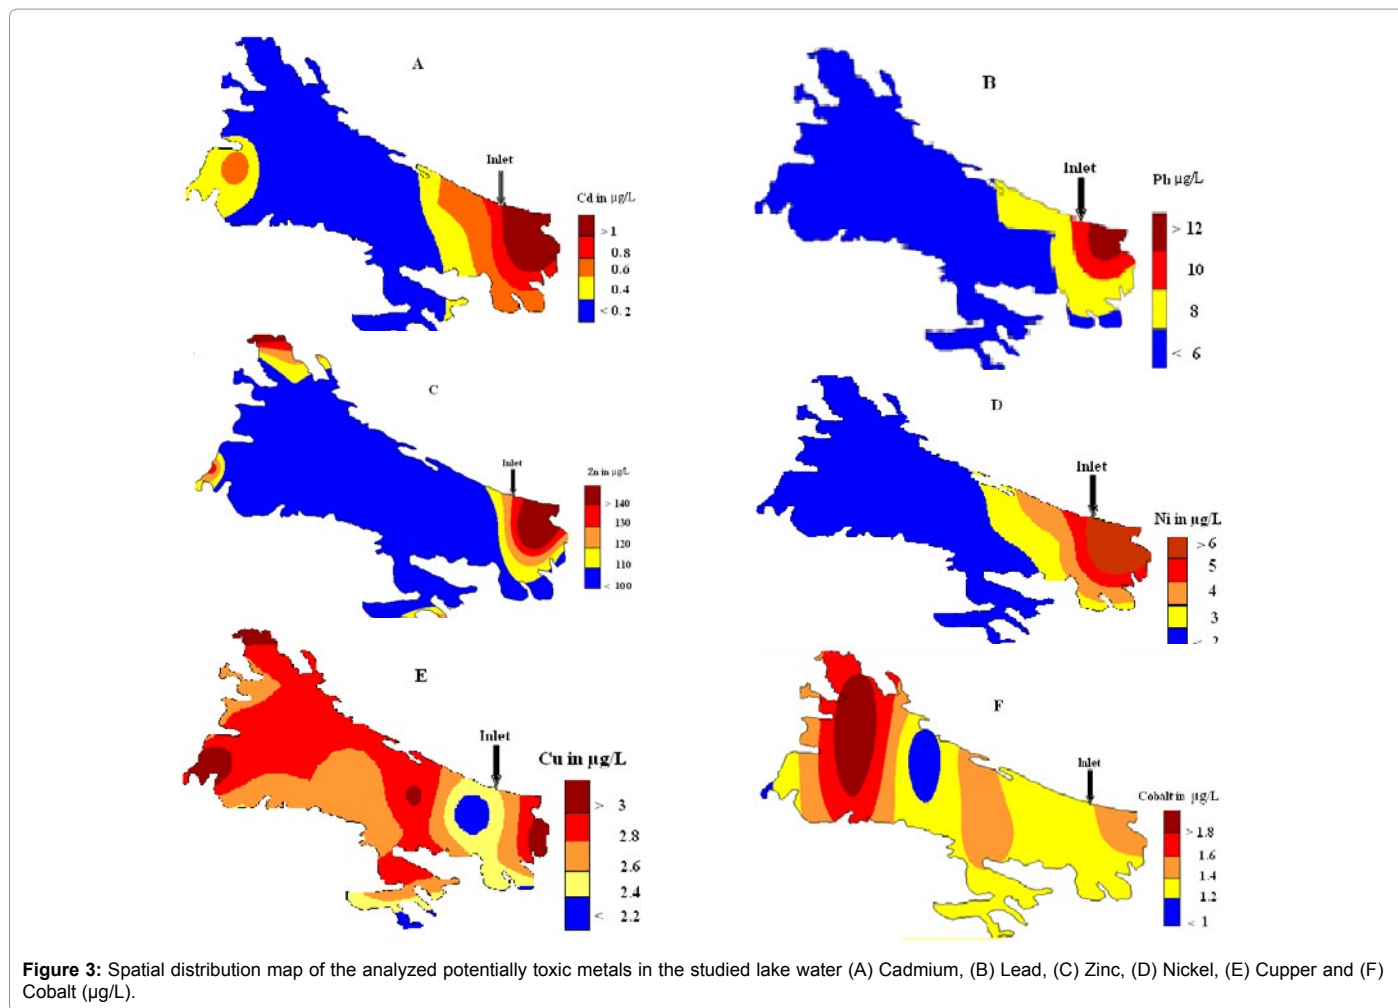 A
Inlet
Cd in µg/L
>1
0.8
0.6
0.4
< 0.2
B
Inlet
Pb µg/L
> 12
10
8
< 6
C
Inlet
Zn in µg/L
> 140
130
120
110
< 100
D
Inlet
Ni in µg/L
>6
5
4
3
E
Inlet
Cu in µg/L
> 3
2.8
2.6
2.4
< 2.2
F
Inlet
Cobalt in µg/L
> 1.8
1.6
1.4
1.2
< 1
Figure 3: Spatial distribution map of the analyzed potentially toxic metals in the studied lake water (A) Cadmium, (B) Lead, (C) Zinc, (D) Nickel, (E) Cupper and (F)
Cobalt (µg/L).